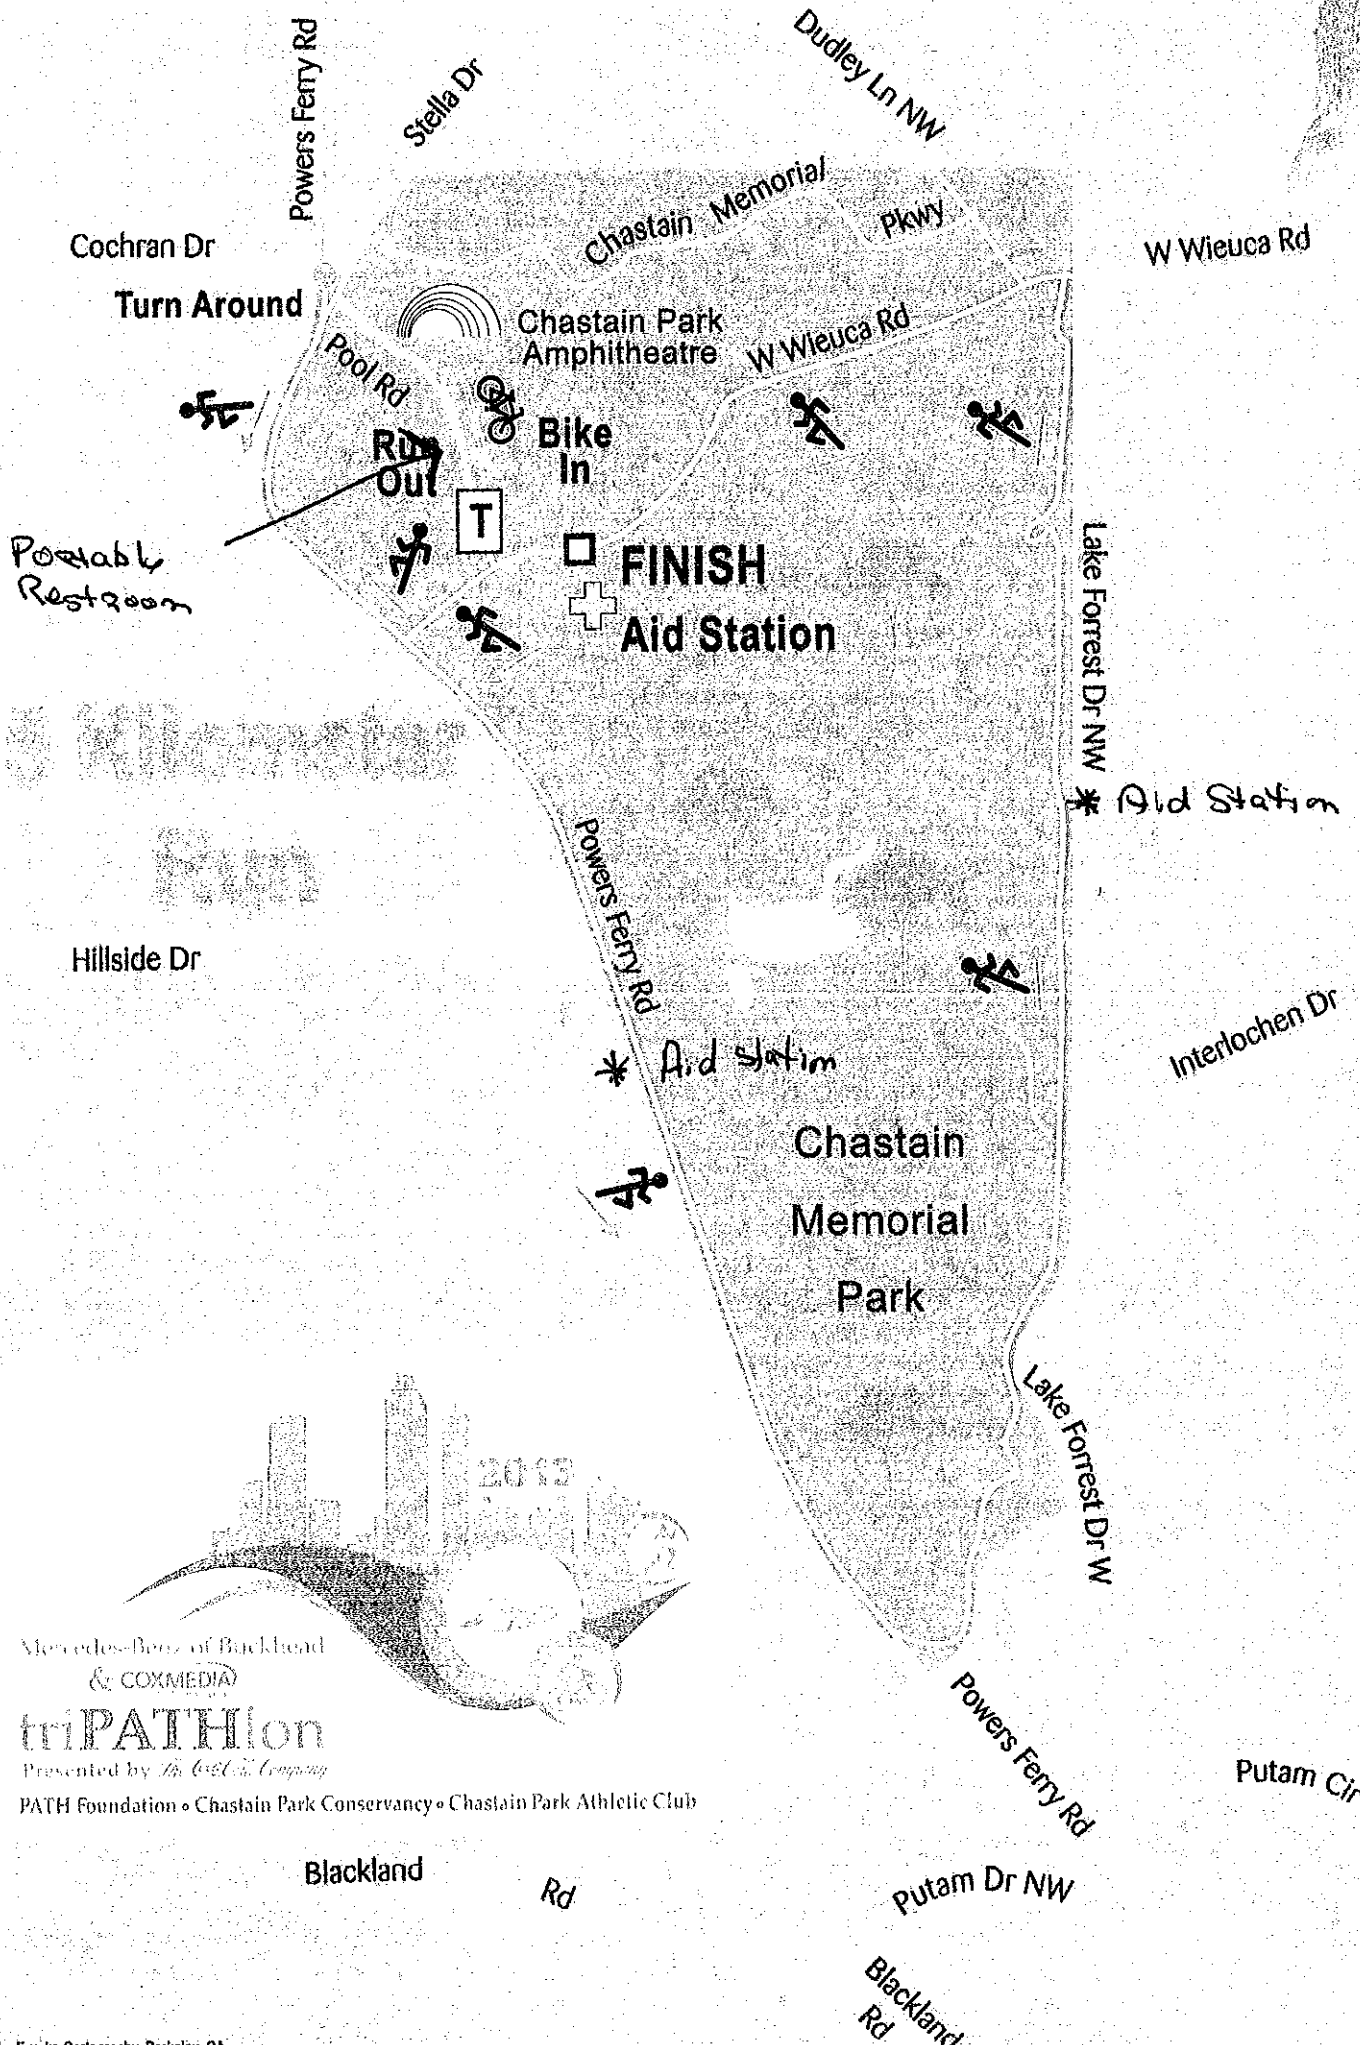 Powers Ferry Rd
Stella Dr
Dudley Ln NW
Chastain Memorial Pkwy
Cochran Dr
W Wieuca Rd
Turn Around
Chastain Park
Amphitheatre
W Wieuca Rd
Pool Rd
Bike
In
Run
Out
T
Portable
Restroom
FINISH
Aid Station
Lake Forrest Dr NW
Kilometer
Run
Aid Station
Powers Ferry Rd
Hillside Dr
Interlochen Dr
Aid Station
Chastain
Memorial
Park
Lake Forrest Dr W
2013
Mercedes-Benz of Buckhead
& COXMEDIA
triPATHlon
Presented by The Coca-Cola Company
PATH Foundation • Chastain Park Conservancy • Chastain Park Athletic Club
Powers Ferry Rd
Putam Cir
Blackland Rd
Putam Dr NW
Blackland
Rd